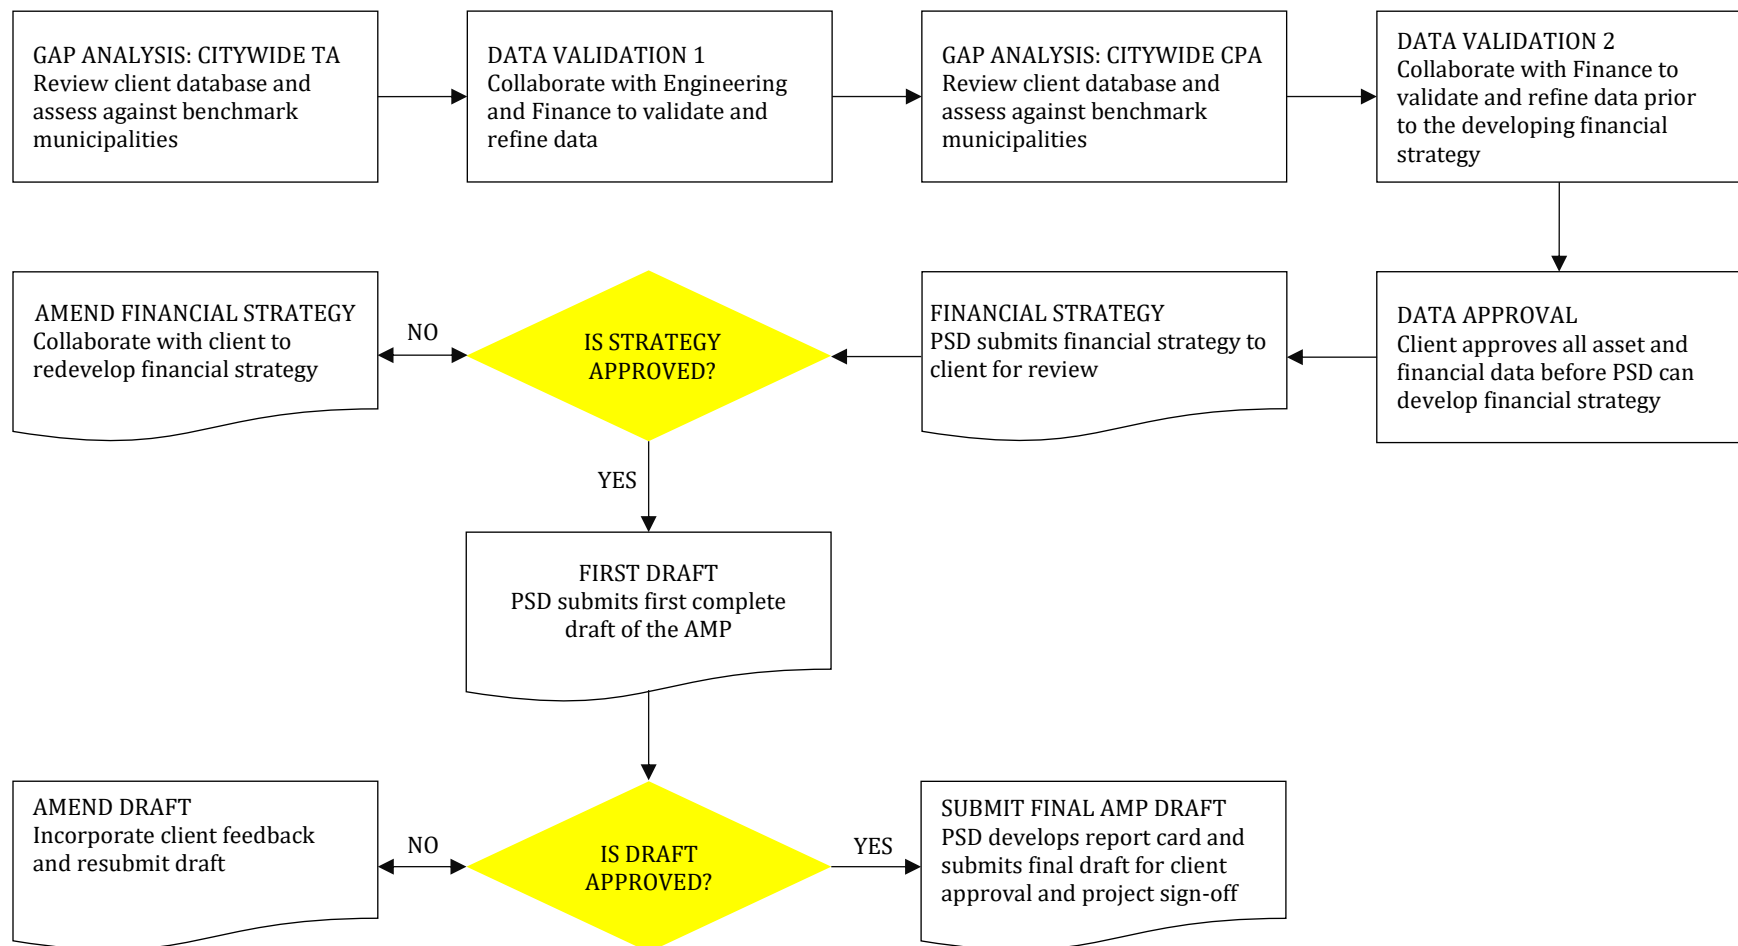 GAP ANALYSIS: CITYWIDE TA
Review client database and
assess against benchmark
municipalities
DATA VALIDATION 1
Collaborate with Engineering
and Finance to validate and
refine data
GAP ANALYSIS: CITYWIDE CPA
Review client database and
assess against benchmark
municipalities
DATA VALIDATION 2
Collaborate with Finance to
validate and refine data prior
to the developing financial
strategy
DATA APPROVAL
Client approves all asset and
financial data before PSD can
develop financial strategy
FINANCIAL STRATEGY
PSD submits financial strategy to
client for review
IS STRATEGY
APPROVED?
NO
AMEND FINANCIAL STRATEGY
Collaborate with client to
redevelop financial strategy
YES
FIRST DRAFT
PSD submits first complete
draft of the AMP
IS DRAFT
APPROVED?
NO
AMEND DRAFT
Incorporate client feedback
and resubmit draft
YES
SUBMIT FINAL AMP DRAFT
PSD develops report card and
submits final draft for client
approval and project sign-off